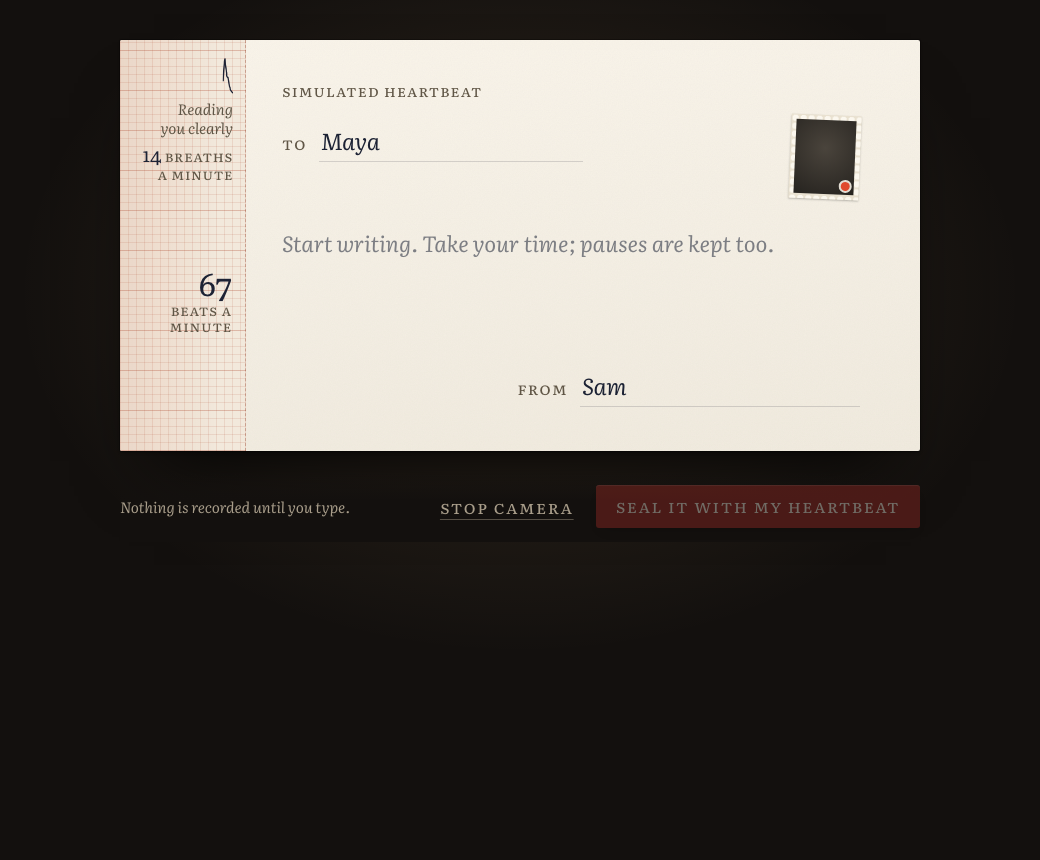 Reading
you clearly
14 BREATHS
A MINUTE
67
BEATS A
MINUTE
SIMULATED HEARTBEAT
TO Maya
Start writing. Take your time; pauses are kept too.
FROM Sam
Nothing is recorded until you type.
STOP CAMERA
SEAL IT WITH MY HEARTBEAT